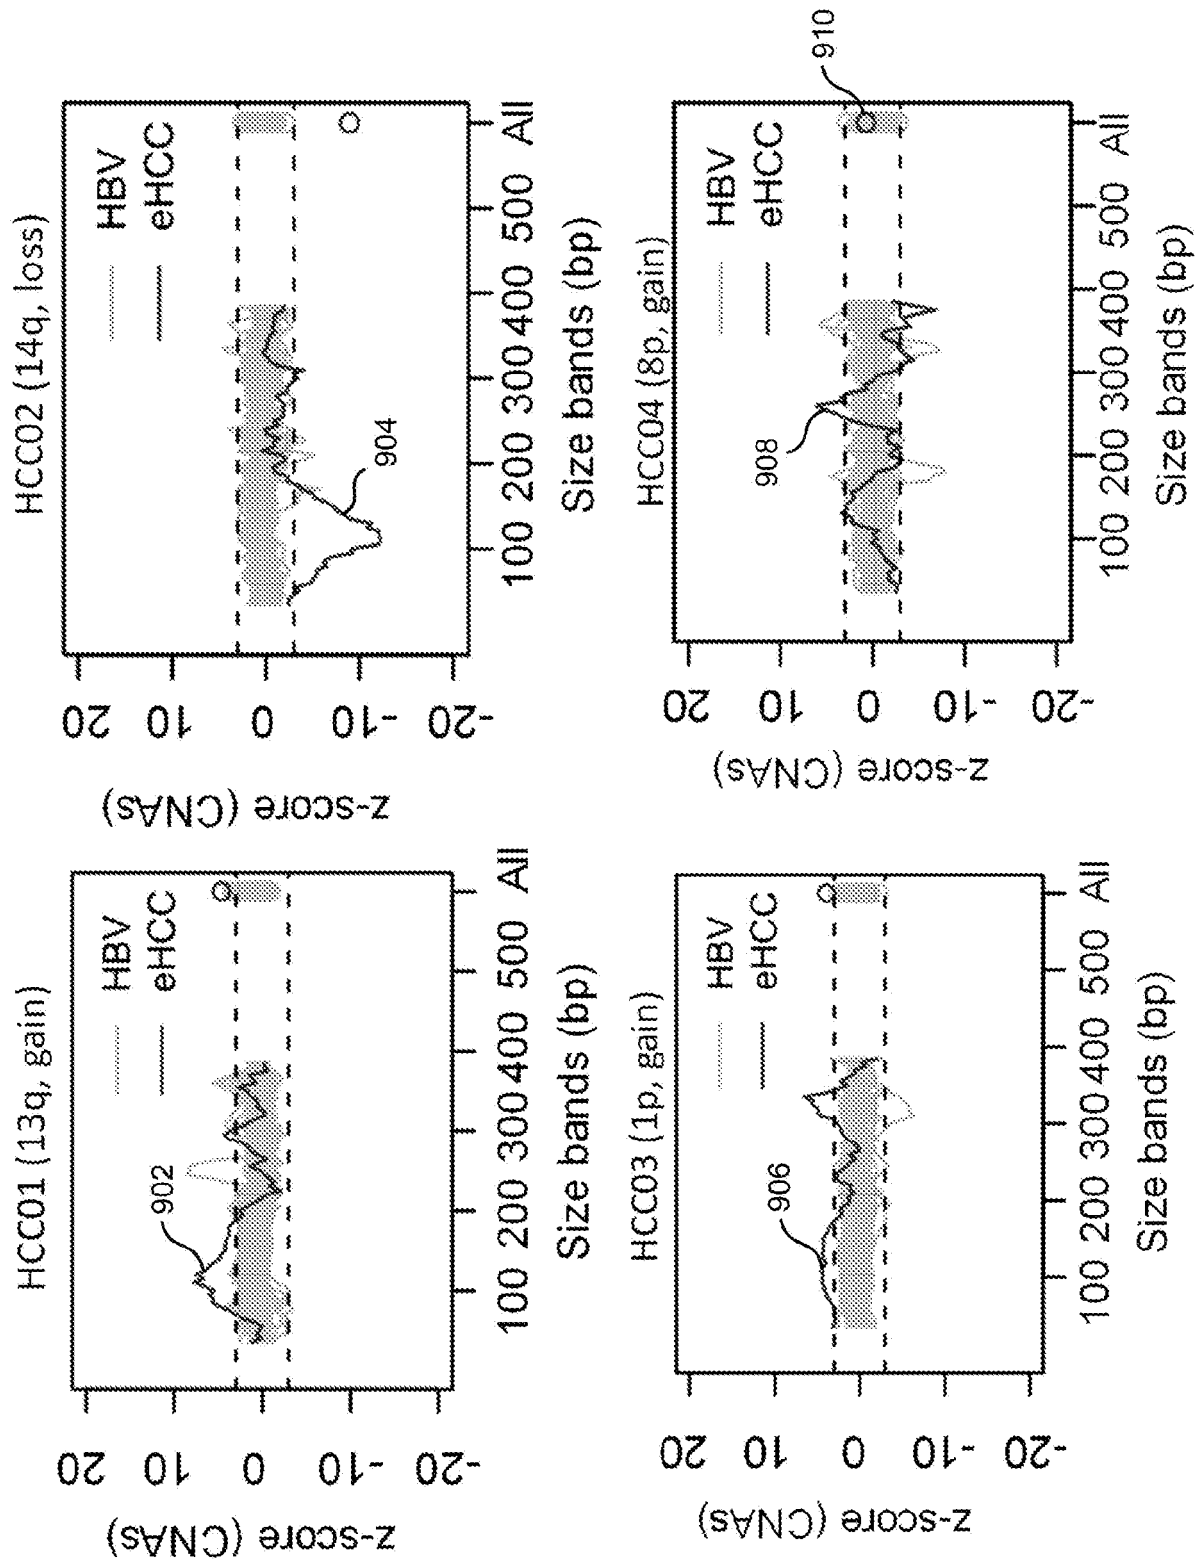 HCC01 (13q, gain)
z-score (CNAs)
20
10
0
-10
-20
902
HBV
eHCC
100 200 300 400 500 All
Size bands (bp)
HCC02 (14q, loss)
z-score (CNAs)
20
10
0
-10
-20
904
HBV
eHCC
100 200 300 400 500 All
Size bands (bp)
HCC03 (1p, gain)
z-score (CNAs)
20
10
0
-10
-20
906
HBV
eHCC
100 200 300 400 500 All
Size bands (bp)
HCC04 (8p, gain)
z-score (CNAs)
20
10
0
-10
-20
908
HBV
eHCC
910
100 200 300 400 500 All
Size bands (bp)